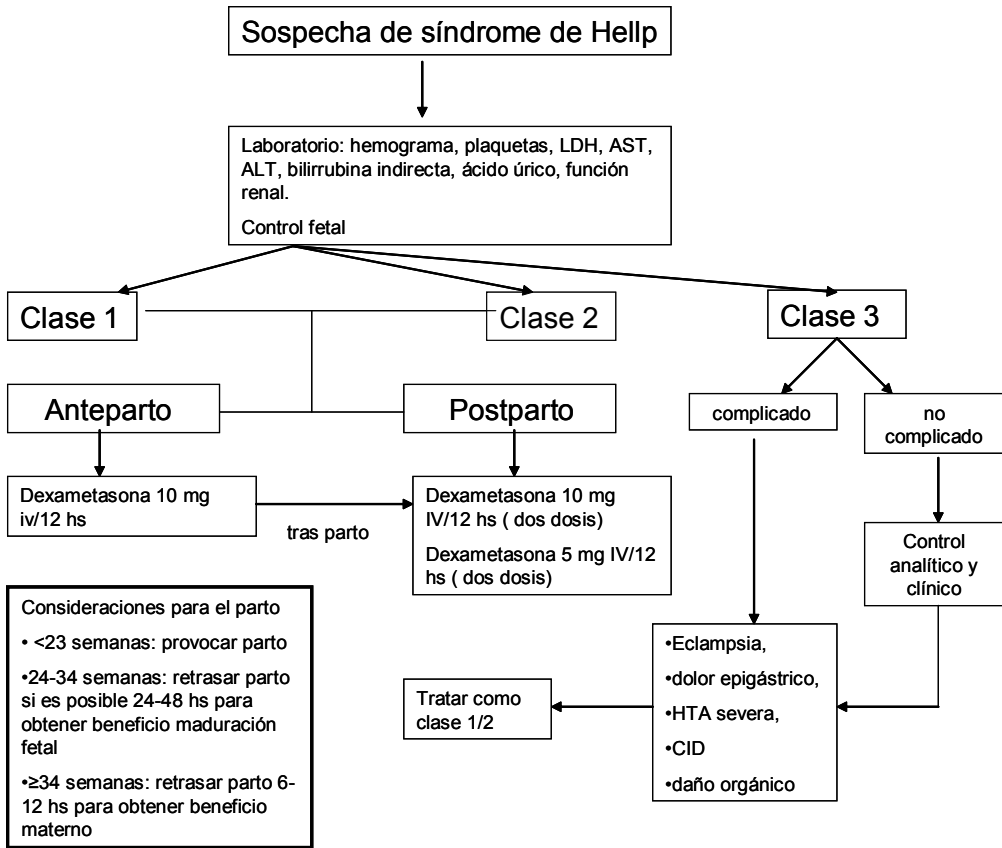 Sospecha de síndrome de Hellp
Laboratorio: hemograma, plaquetas, LDH, AST,
ALT, bilirrubina indirecta, ácido úrico, función
renal.
Control fetal
Clase 1
Clase 2
Clase 3
Anteparto
Postparto
complicado
no
complicado
Dexametasona 10 mg
iv/12 hs
tras parto
Dexametasona 10 mg
IV/12 hs ( dos dosis)
Dexametasona 5 mg IV/12
hs ( dos dosis)
Control
analítico y
clínico
Consideraciones para el parto
• <23 semanas: provocar parto
•24-34 semanas: retrasar parto
si es posible 24-48 hs para
obtener beneficio maduración
fetal
•≥34 semanas: retrasar parto 6-
12 hs para obtener beneficio
materno
Tratar como
clase 1/2
•Eclampsia,
•dolor epigástrico,
•HTA severa,
•CID
•daño orgánico